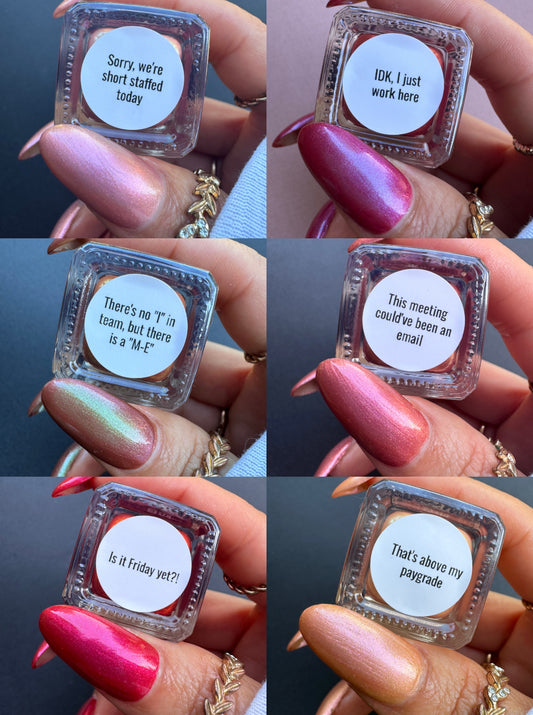 Sorry, we're
short staffed
today
IDK, I just
work here
There's no "I" in
team, but there
is a "M-E"
This meeting
could've been an
email
Is it Friday yet?!
That's above my
paygrade